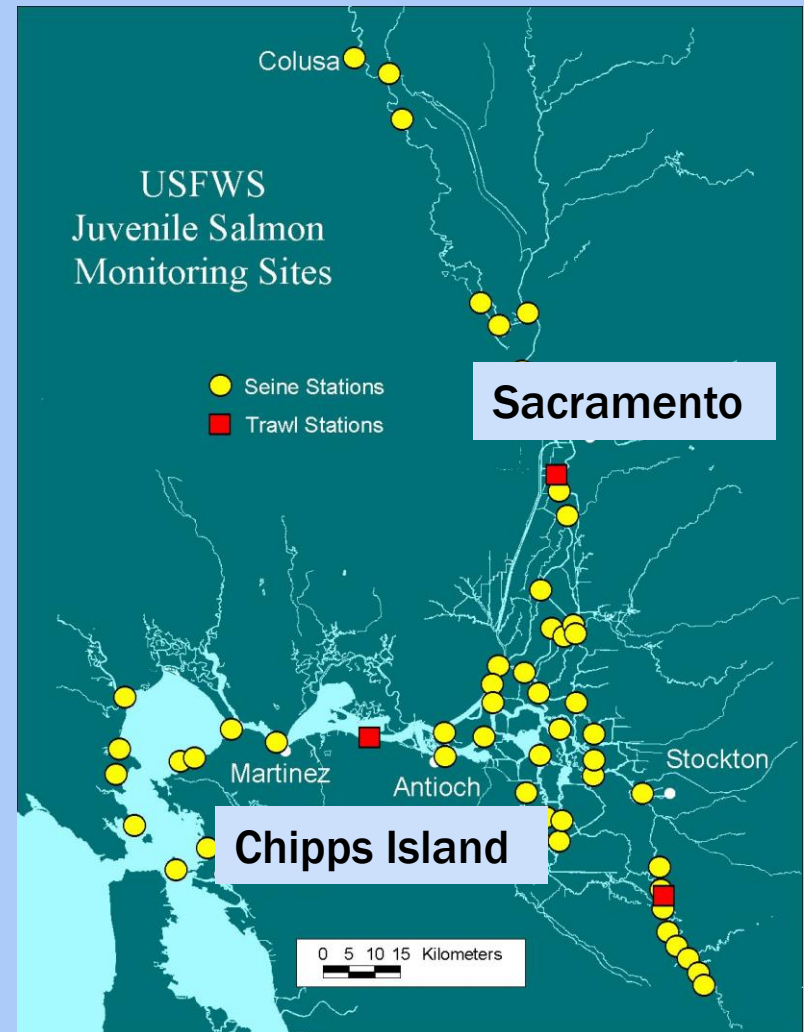 Colusa
USFWS
Juvenile Salmon
Monitoring Sites
Seine Stations
Trawl Stations
Sacramento
Stockton
Martinez
Antioch
Chipps Island
0 5 10 15 Kilometers